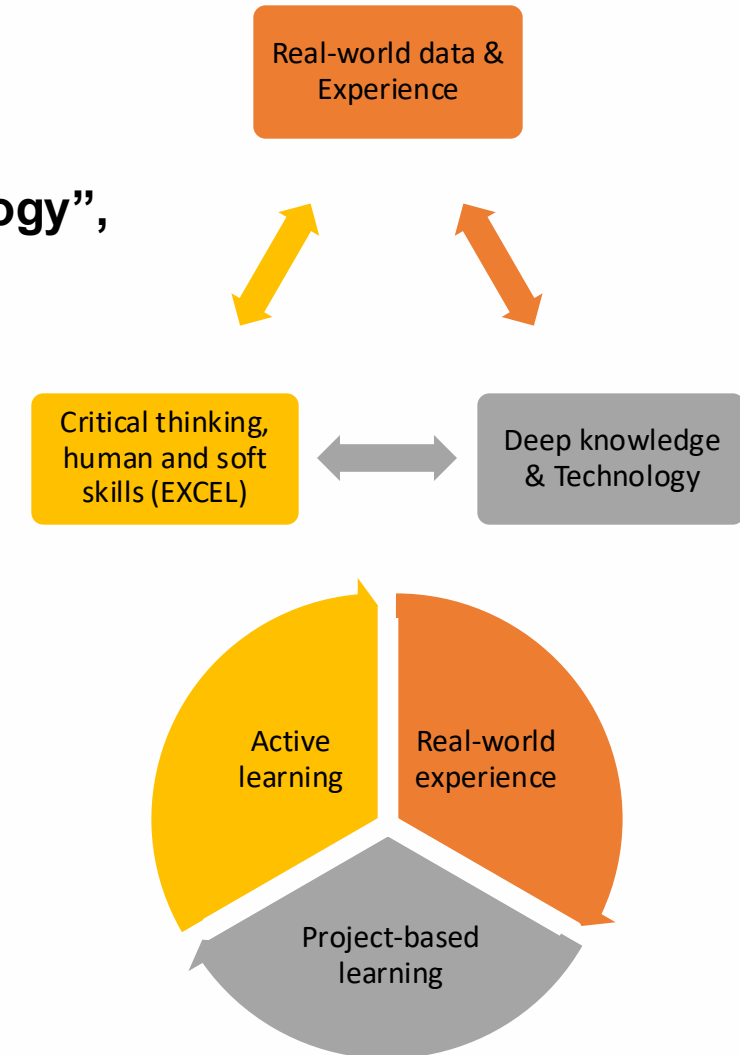 Real-world data &
Experience
ogy”,
Critical thinking,
human and soft
skills (EXCEL)
Deep knowledge
& Technology
Active
learning
Real-world
experience
Project-based
learning